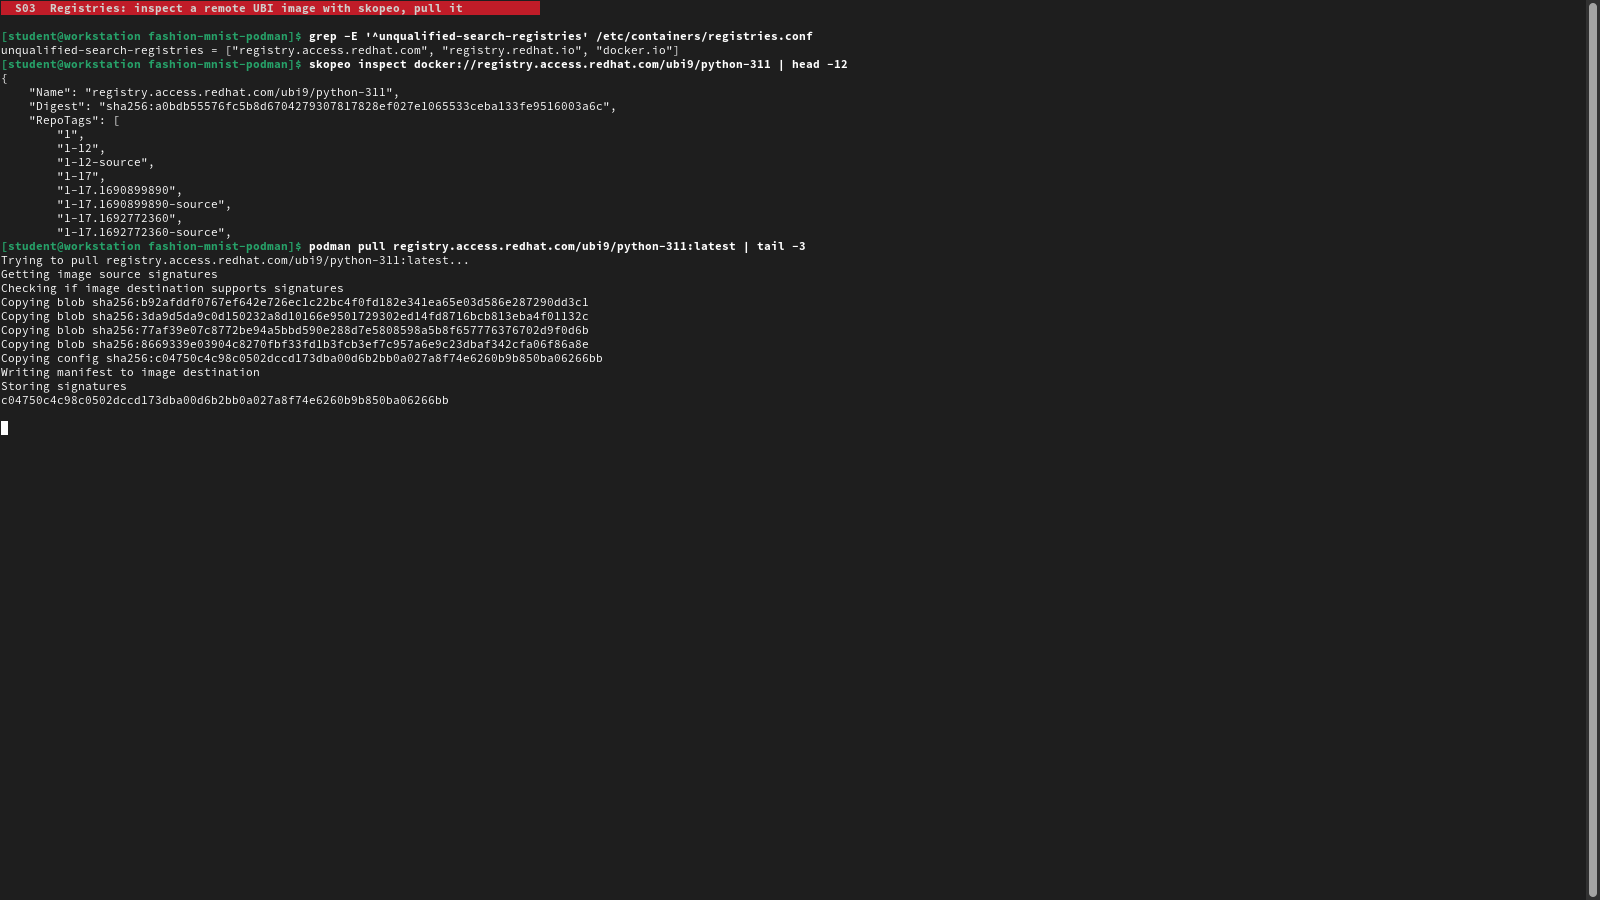 S03  Registries: inspect a remote UBI image with skopeo, pull it
[student@workstation fashion-mnist-podman]$ grep -E '^unqualified-search-registries' /etc/containers/registries.conf
unqualified-search-registries = ["registry.access.redhat.com", "registry.redhat.io", "docker.io"]
[student@workstation fashion-mnist-podman]$ skopeo inspect docker://registry.access.redhat.com/ubi9/python-311 | head -12
{
    "Name": "registry.access.redhat.com/ubi9/python-311",
    "Digest": "sha256:a0bdb55576fc5b8d6704279307817828ef027e1065533ceba133fe9516003a6c",
    "RepoTags": [
        "1",
        "1-12",
        "1-12-source",
        "1-17",
        "1-17.1690899890",
        "1-17.1690899890-source",
        "1-17.1692772360",
        "1-17.1692772360-source",
[student@workstation fashion-mnist-podman]$ podman pull registry.access.redhat.com/ubi9/python-311:latest | tail -3
Trying to pull registry.access.redhat.com/ubi9/python-311:latest...
Getting image source signatures
Checking if image destination supports signatures
Copying blob sha256:b92afddf0767ef642e726ec1c22bc4f0fd182e341ea65e03d586e287290dd3c1
Copying blob sha256:3da9d5da9c0d150232a8d10166e9501729302ed14fd8716bcb813eba4f01132c
Copying blob sha256:77af39e07c8772be94a5bbd590e288d7e5808598a5b8f657776376702d9f0d6b
Copying blob sha256:8669339e03904c8270fbf33fd1b3fcb3ef7c957a6e9c23dbaf342cfa06f86a8e
Copying config sha256:c04750c4c98c0502dccd173dba00d6b2bb0a027a8f74e6260b9b850ba06266bb
Writing manifest to image destination
Storing signatures
c04750c4c98c0502dccd173dba00d6b2bb0a027a8f74e6260b9b850ba06266bb